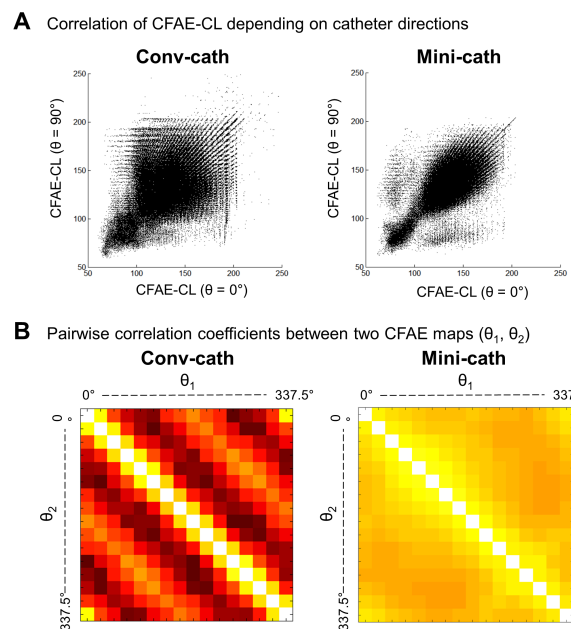 A Correlation of CFAE-CL depending on catheter directions
Conv-cath
Mini-cath
250
200
150
100
50
CFAE-CL (θ = 90°)
50 100 150 200 250
CFAE-CL (θ = 0°)
250
200
150
100
50
CFAE-CL (θ = 90°)
50 100 150 200 250
CFAE-CL (θ = 0°)
B Pairwise correlation coefficients between two CFAE maps (θ₁, θ₂)
Conv-cath
Mini-cath
θ₁
0° 337.5°
0°
θ₂
337.5°
θ₁
0° 337
0°
θ₂
337.5°